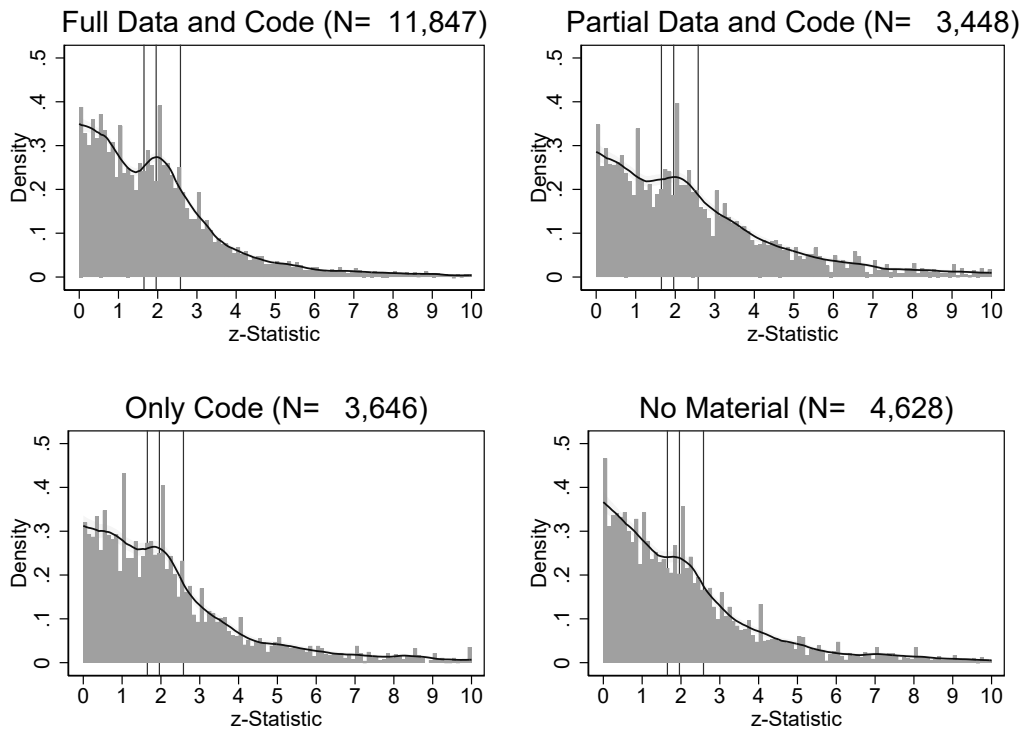 Full Data and Code (N= 11,847)
Density
.5
.4
.3
.2
.1
0
0 1 2 3 4 5 6 7 8 9 10
z-Statistic
Partial Data and Code (N= 3,448)
Density
.5
.4
.3
.2
.1
0
0 1 2 3 4 5 6 7 8 9 10
z-Statistic
Only Code (N= 3,646)
Density
.5
.4
.3
.2
.1
0
0 1 2 3 4 5 6 7 8 9 10
z-Statistic
No Material (N= 4,628)
Density
.5
.4
.3
.2
.1
0
0 1 2 3 4 5 6 7 8 9 10
z-Statistic